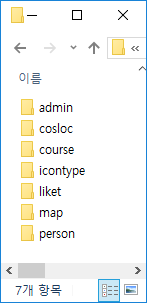 이름
admin
cosloc
course
icontype
liket
map
person
7개 항목